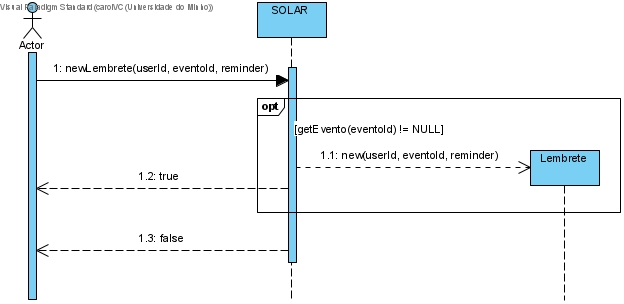 Visual Paradigm Standard (carolVC (Universidade do Minho))
SOLAR
Actor
1: newLembrete(userId, eventoId, reminder)
opt
[getEvento(eventoId) != NULL]
1.1: new(userId, eventoId, reminder)
Lembrete
1.2: true
1.3: false